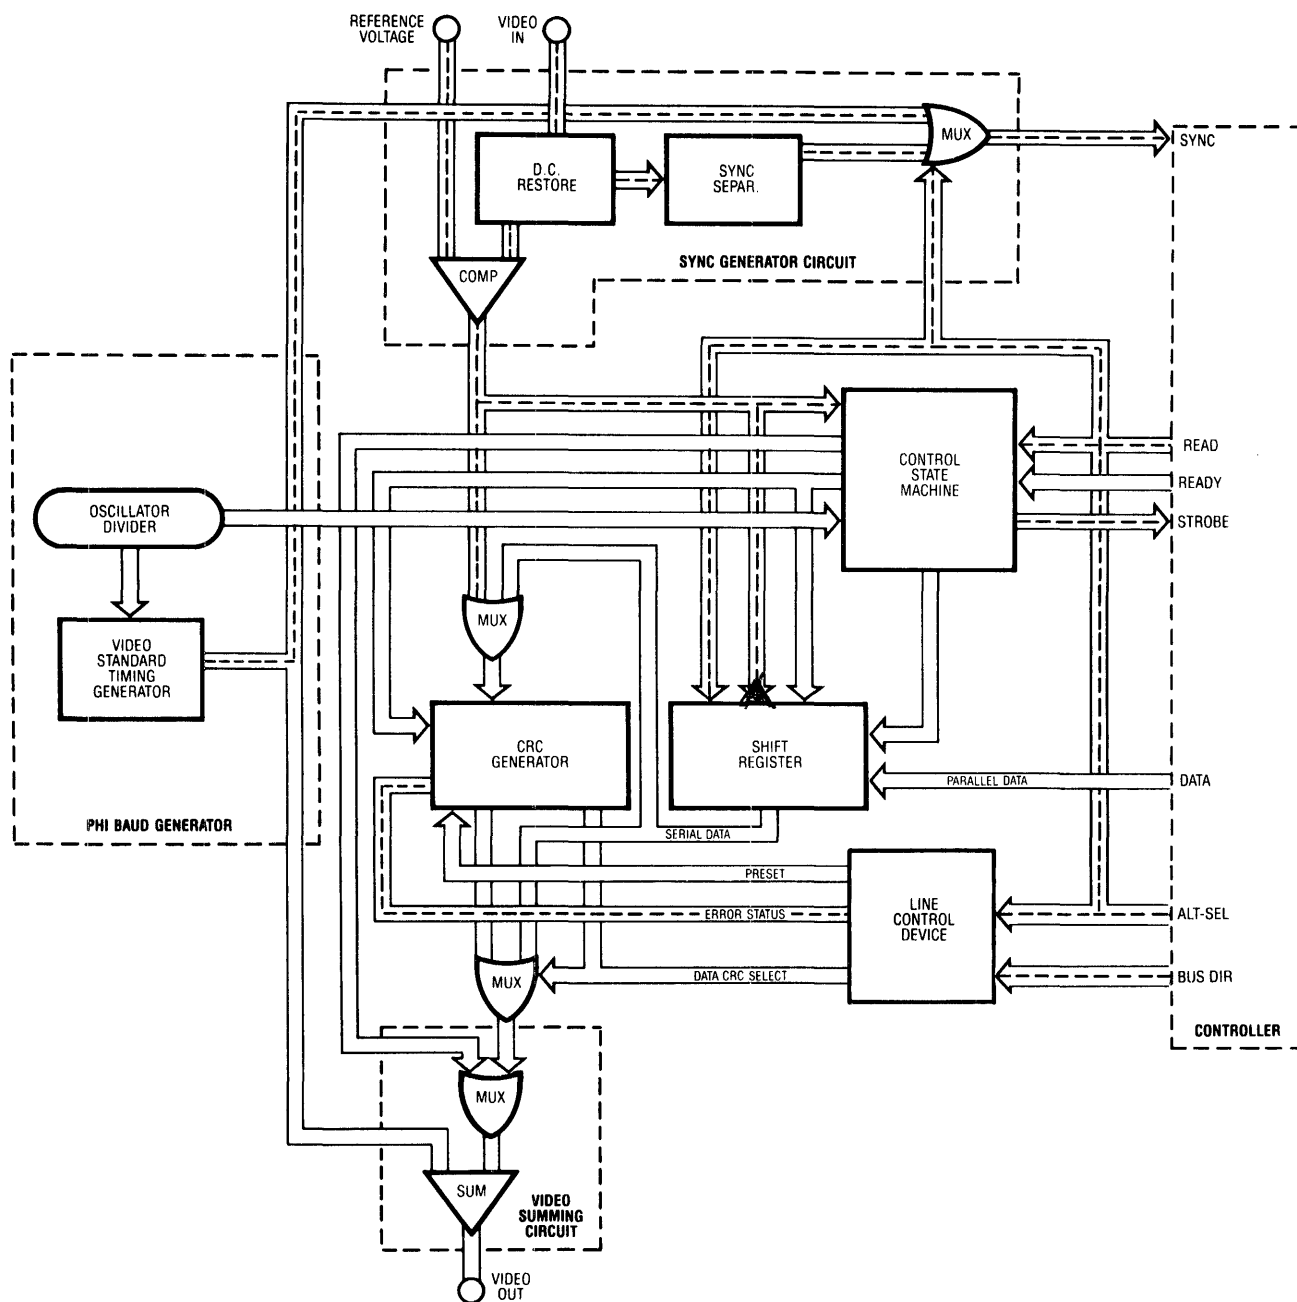 REFERENCE
VOLTAGE
VIDEO
IN
MUX
SYNC
D.C.
RESTORE
SYNC
SEPAR.
SYNC GENERATOR CIRCUIT
COMP
CONTROL
STATE
MACHINE
READ
READY
STROBE
OSCILLATOR
DIVIDER
MUX
VIDEO
STANDARD
TIMING
GENERATOR
CRC
GENERATOR
SHIFT
REGISTER
PARALLEL DATA
DATA
PHI BAUD GENERATOR
SERIAL DATA
PRESET
ERROR STATUS
LINE
CONTROL
DEVICE
ALT-SEL
MUX
DATA CRC SELECT
BUS DIR
CONTROLLER
MUX
SUM
VIDEO
SUMMING
CIRCUIT
VIDEO
OUT